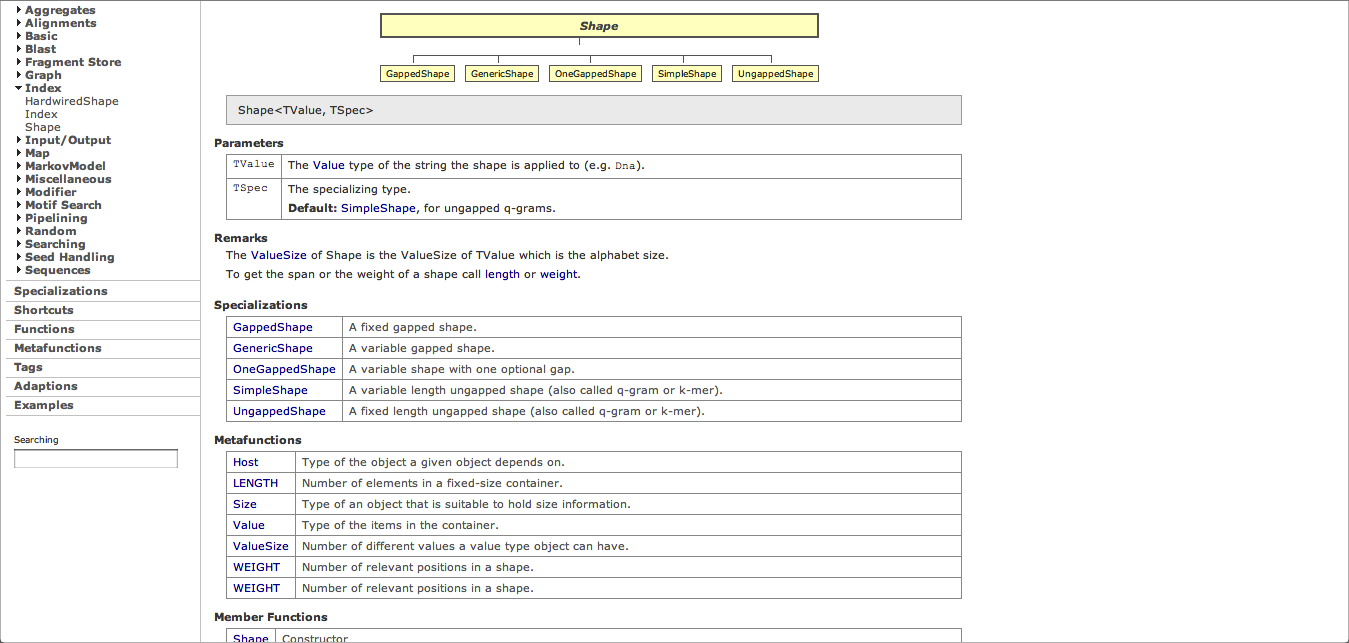 Aggregates
Alignments
Basic
Blast
Fragment Store
Graph
Index
HardwiredShape
Index
Shape
Input/Output
Map
MarkovModel
Miscellaneous
Modifier
Motif Search
Pipelining
Random
Searching
Seed Handling
Sequences
Specializations
Shortcuts
Functions
Metafunctions
Tags
Adaptions
Examples
Searching
Shape
GappedShape GenericShape OneGappedShape SimpleShape UngappedShape
Shape<TValue, TSpec>
Parameters
TValue The Value type of the string the shape is applied to (e.g. Dna).
TSpec The specializing type.
Default: SimpleShape, for ungapped q-grams.
Remarks
The ValueSize of Shape is the ValueSize of TValue which is the alphabet size.
To get the span or the weight of a shape call length or weight.
Specializations
GappedShape A fixed gapped shape.
GenericShape A variable gapped shape.
OneGappedShape A variable shape with one optional gap.
SimpleShape A variable length ungapped shape (also called q-gram or k-mer).
UngappedShape A fixed length ungapped shape (also called q-gram or k-mer).
Metafunctions
Host Type of the object a given object depends on.
LENGTH Number of elements in a fixed-size container.
Size Type of an object that is suitable to hold size information.
Value Type of the items in the container.
ValueSize Number of different values a value type object can have.
WEIGHT Number of relevant positions in a shape.
WEIGHT Number of relevant positions in a shape.
Member Functions
Shape Constructor